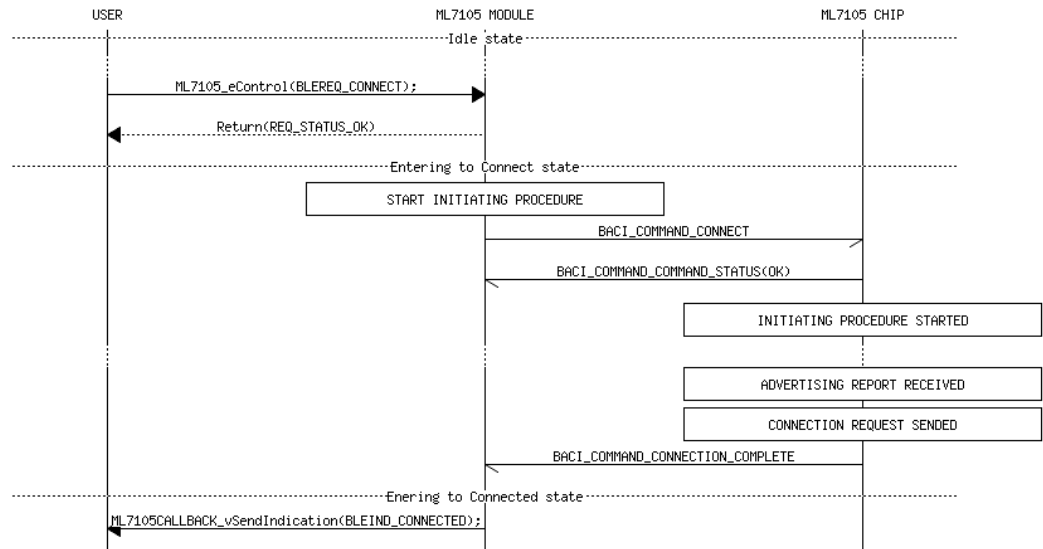 USER ML7105 MODULE ML7105 CHIP
Idle state
ML7105_eControl(BLEREQ_CONNECT);
Return(REQ_STATUS_OK)
Entering to Connect state
START INITIATING PROCEDURE
BACI_COMMAND_CONNECT
BACI_COMMAND_COMMAND_STATUS(OK)
INITIATING PROCEDURE STARTED
ADVERTISING REPORT RECEIVED
CONNECTION REQUEST SENDED
BACI_COMMAND_CONNECTION_COMPLETE
Enering to Connected state
ML7105CALLBACK_vSendIndication(BLEIND_CONNECTED);